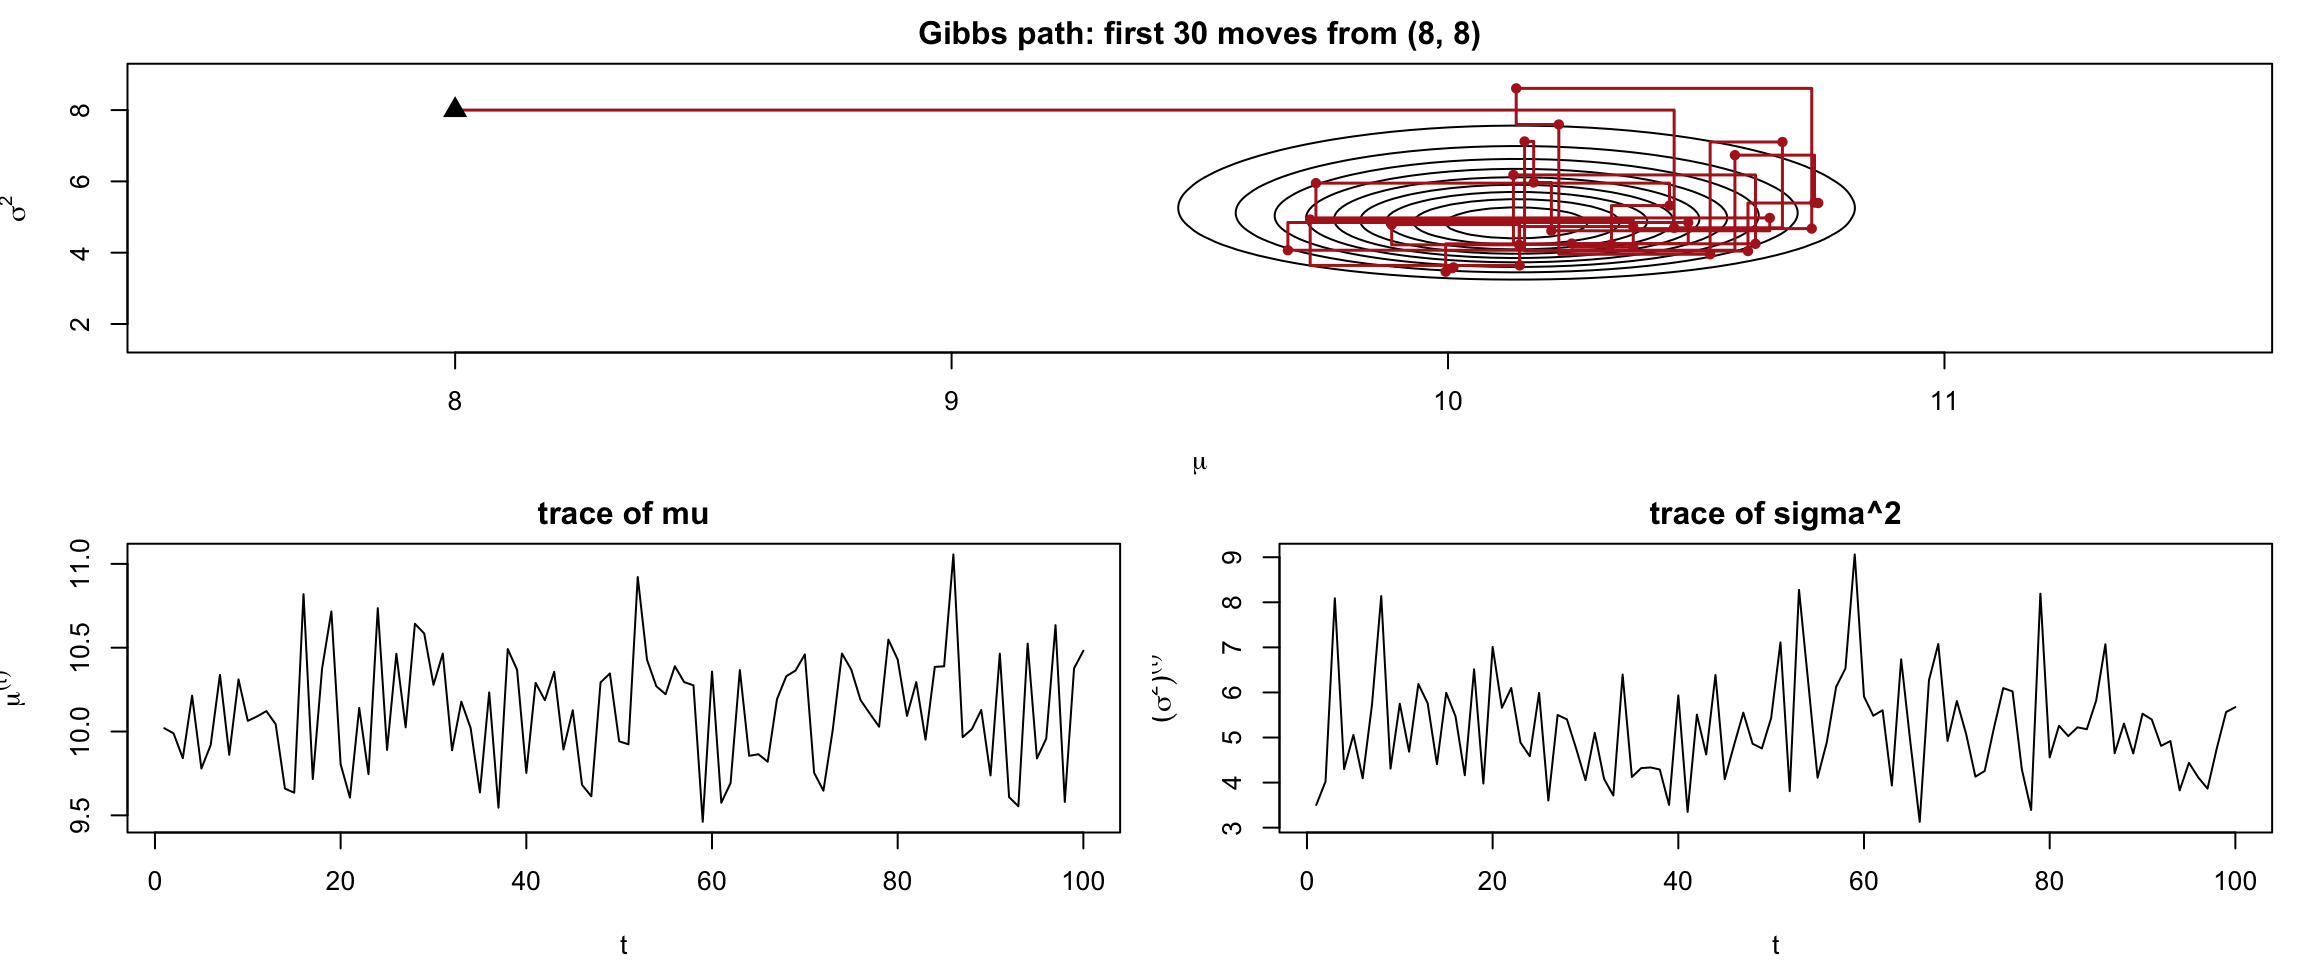 Gibbs path: first 30 moves from (8, 8)
σ²
8
6
4
2
8 9 10 11
μ
trace of mu
μ⁽ᵗ⁾
11.0
10.5
10.0
9.5
0 20 40 60 80 100
t
trace of sigma^2
(σ²)⁽ᵗ⁾
9
8
7
6
5
4
3
0 20 40 60 80 100
t